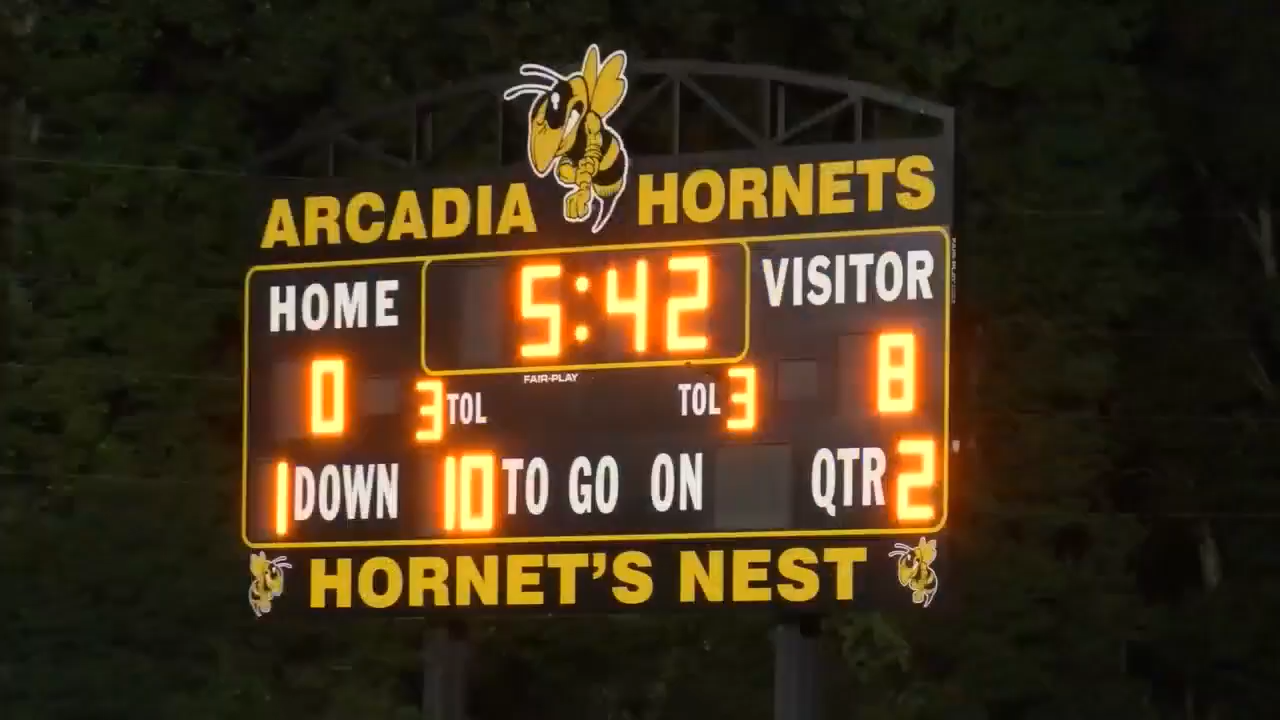 ARCADIA HORNETS
HOME 5:42 VISITOR
FAIR-PLAY
0 3 TOL TOL 3 8
1 DOWN 10 TO GO ON QTR 2
HORNET'S NEST